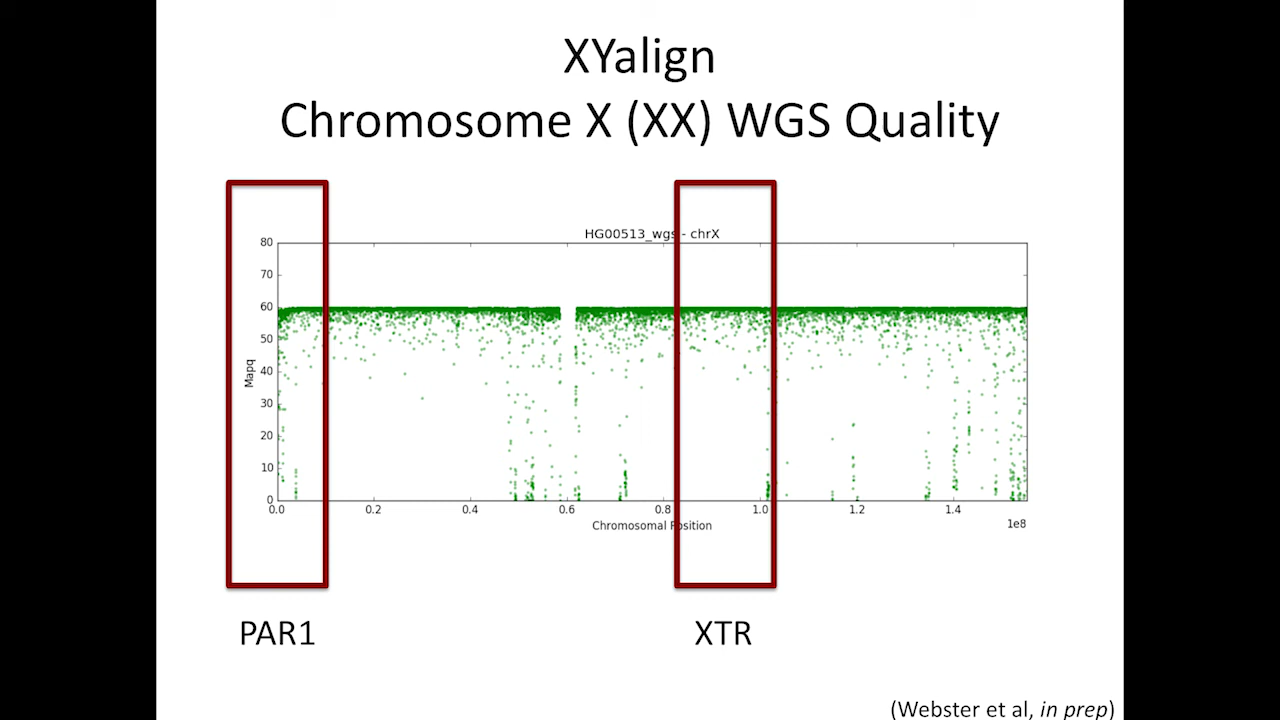 XYalign
Chromosome X (XX) WGS Quality
HG00513_wgs - chrX
80
70
60
50
40
30
20
10
0
Mapq
0.0 0.2 0.4 0.6 0.8 1.0 1.2 1.4
1e8
Chromosomal Position
PAR1 XTR
(Webster et al, in prep)